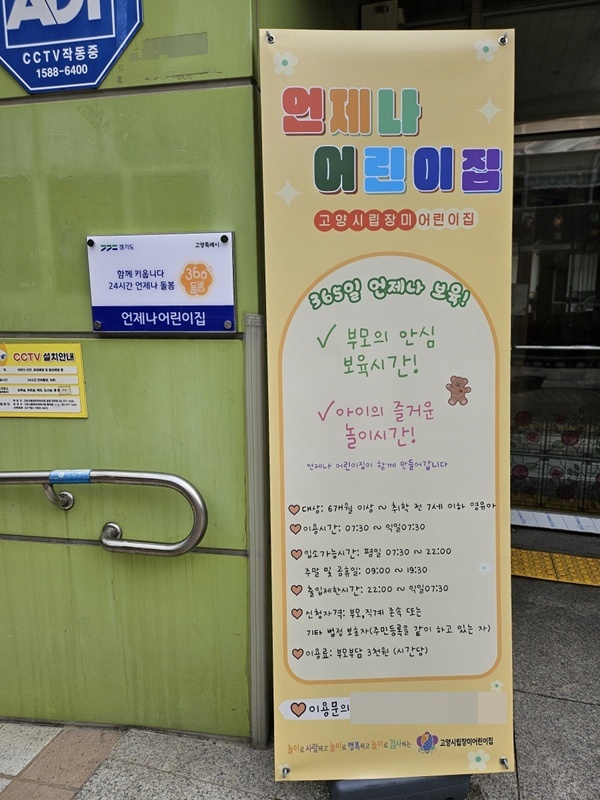 ADT
CCTV작동중
1588-6400
경기도
고양특례시
함께 키웁니다
24시간 언제나 돌봄
360°
돌봄
언제나어린이집
CCTV 설치안내
언제나
어린이집
고양시립장미어린이집
365일 언제나 보육!
부모의 안심
보육시간!
아이의 즐거운
놀이시간!
언제나 어린이집이 함께 만들어갑니다
대상: 6개월 이상 ~ 취학 전 7세 이하 영유아
이용시간: 07:30 ~ 익일07:30
입소가능시간: 평일 07:30 ~ 22:00
주말 및 공휴일: 09:00 ~ 19:30
출입제한시간: 22:00 ~ 익일07:30
신청자격: 부모,직계 존속 또는
기타 법정 보호자(주민등록을 같이 하고 있는 자)
이용료: 부모부담 3천원 (시간당)
이용문의
놀이로 사랑하고 놀이로 행복하고 놀이로 감사하는
고양시립장미어린이집